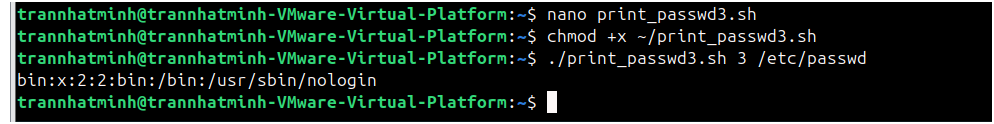 trannhatminh@trannhatminh-VMware-Virtual-Platform:~$ nano print_passwd3.sh
trannhatminh@trannhatminh-VMware-Virtual-Platform:~$ chmod +x ~/print_passwd3.sh
trannhatminh@trannhatminh-VMware-Virtual-Platform:~$ ./print_passwd3.sh 3 /etc/passwd
bin:x:2:2:bin:/bin:/usr/sbin/nologin
trannhatminh@trannhatminh-VMware-Virtual-Platform:~$